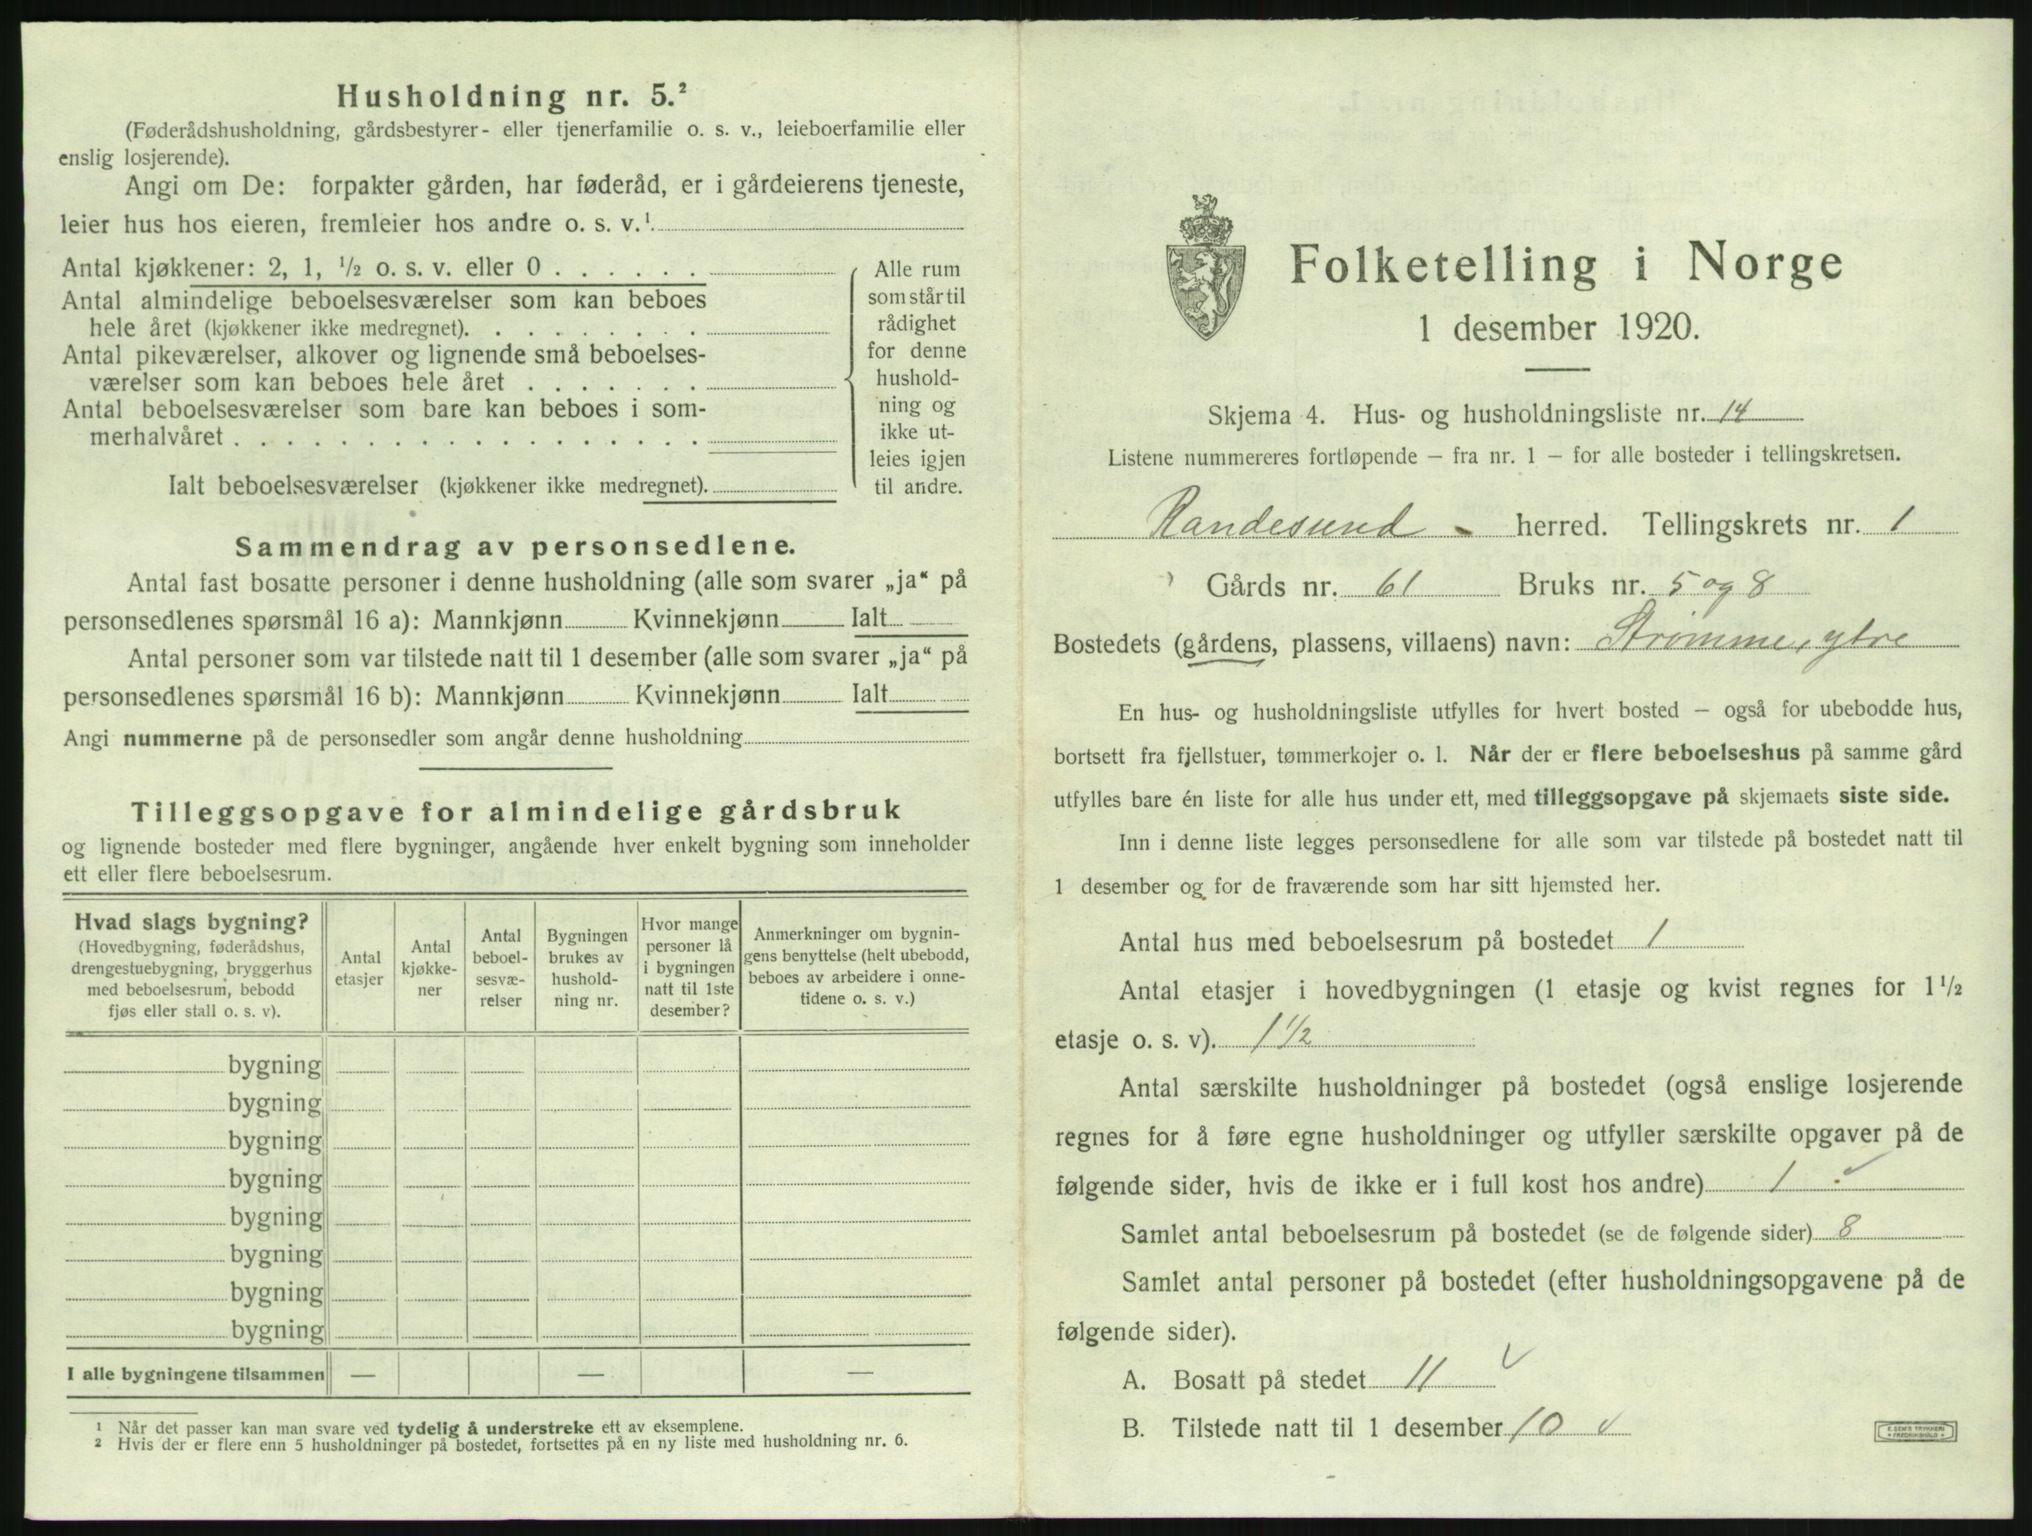 Husholdning nr. 5.²
(Føderådshusholdning, gårdsbestyrer- eller tjenerfamilie o. s. v., leieboerfamilie eller
enslig losjerende).
Angi om De: forpakter gården, har føderåd, er i gårdeierens tjeneste,
leier hus hos eieren, fremleier hos andre o. s. v.¹
Antal kjøkkener: 2, 1, ½ o. s. v. eller 0 . . . . . .
Antal almindelige beboelsesværelser som kan beboes
hele året (kjøkkener ikke medregnet). . . . . . . . .
Antal pikeværelser, alkover og lignende små beboelses-
værelser som kan beboes hele året . . . . . . .
Antal beboelsesværelser som bare kan beboes i som-
merhalvåret . . . . . . . . . . . . . . . . . .
Ialt beboelsesværelser (kjøkkener ikke medregnet).
Alle rum
som står til
rådighet
for denne
hushold-
ning og
ikke ut-
leies igjen
til andre.
Sammendrag av personsedlene.
Antal fast bosatte personer i denne husholdning (alle som svarer „ja“ på
personsedlenes spørsmål 16 a): Mannkjønn Kvinnekjønn Ialt
Antal personer som var tilstede natt til 1 desember (alle som svarer „ja“ på
personsedlenes spørsmål 16 b): Mannkjønn Kvinnekjønn Ialt
Angi nummerne på de personsedler som angår denne husholdning
Tilleggsopgave for almindelige gårdsbruk
og lignende bosteder med flere bygninger, angående hver enkelt bygning som inneholder
ett eller flere beboelsesrum.
Hvad slags bygning?
(Hovedbygning, føderådshus,
drengestuebygning, bryggerhus
med beboelsesrum, bebodd
fjøs eller stall o. s. v).
Antal
etasjer
Antal
kjøkke-
ner
Antal
beboel-
sesvæ-
relser
Bygningen
brukes av
hushold-
ning nr.
Hvor mange
personer lå
i bygningen
natt til 1ste
desember?
Anmerkninger om bygnin-
gens benyttelse (helt ubebodd,
beboes av arbeidere i onne-
tidene o. s. v.)
bygning
bygning
bygning
bygning
bygning
bygning
bygning
bygning
I alle bygningene tilsammen — — —
¹ Når det passer kan man svare ved tydelig å understreke ett av eksemplene.
² Hvis der er flere enn 5 husholdninger på bostedet, fortsettes på en ny liste med husholdning nr. 6.
Folketelling i Norge
1 desember 1920.
Skjema 4. Hus- og husholdningsliste nr. 14
Listene nummereres fortløpende — fra nr. 1 — for alle bosteder i tellingskretsen.
Randesund - herred. Tellingskrets nr. 1
Gårds nr. 61 Bruks nr. 5 og 8
Bostedets (gårdens, plassens, villaens) navn: Strømme, ytre
En hus- og husholdningsliste utfylles for hvert bosted — også for ubebodde hus,
bortsett fra fjellstuer, tømmerkojer o. l. Når der er flere beboelseshus på samme gård
utfylles bare én liste for alle hus under ett, med tilleggsopgave på skjemaets siste side.
Inn i denne liste legges personsedlene for alle som var tilstede på bostedet natt til
1 desember og for de fraværende som har sitt hjemsted her.
Antal hus med beboelsesrum på bostedet 1
Antal etasjer i hovedbygningen (1 etasje og kvist regnes for 1½
etasje o. s. v). 1½
Antal særskilte husholdninger på bostedet (også enslige losjerende
regnes for å føre egne husholdninger og utfyller særskilte opgaver på de
følgende sider, hvis de ikke er i full kost hos andre) 1 ✓
Samlet antal beboelsesrum på bostedet (se de følgende sider) 8
Samlet antal personer på bostedet (efter husholdningsopgavene på de
følgende sider).
A. Bosatt på stedet 11 ✓
B. Tilstede natt til 1 desember 10 ✓
E. SEM'S TRYKKERI
FREDRIKSHALD